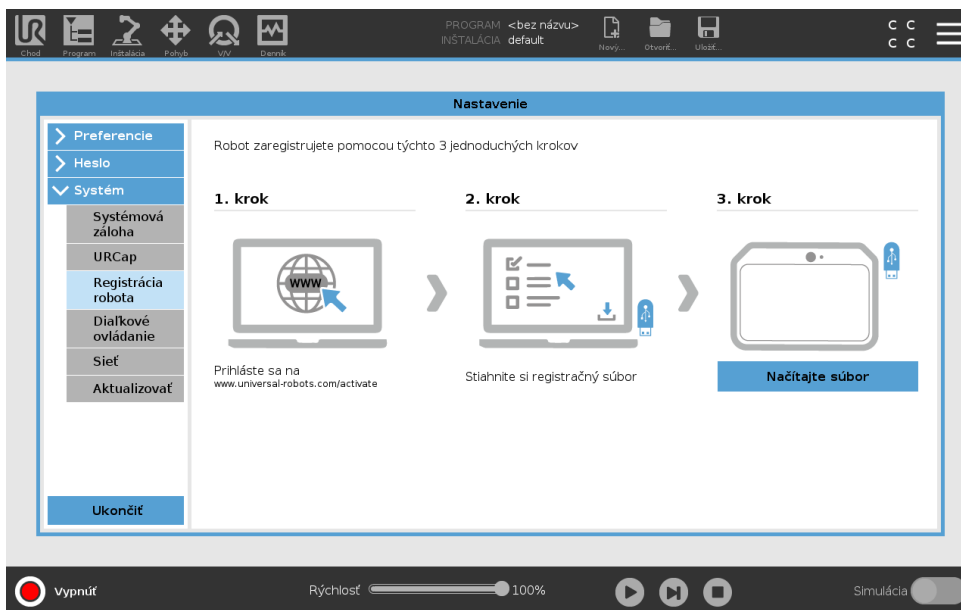 PROGRAM <bez názvu>
INŠTALÁCIA default
Chod Program Inštalácia Pohyb V/V Denník Nový... Otvoriť... Uložiť...
C C
C C
Nastavenie
Preferencie
Heslo
Systém
Systémová
záloha
URCap
Registrácia
robota
Diaľkové
ovládanie
Sieť
Aktualizovať
Ukončiť
Robot zaregistrujete pomocou týchto 3 jednoduchých krokov
1. krok
2. krok
3. krok
www
Prihláste sa na
www.universal-robots.com/activate
Stiahnite si registračný súbor
Načítajte súbor
Vypnúť
Rýchlosť 100%
Simulácia